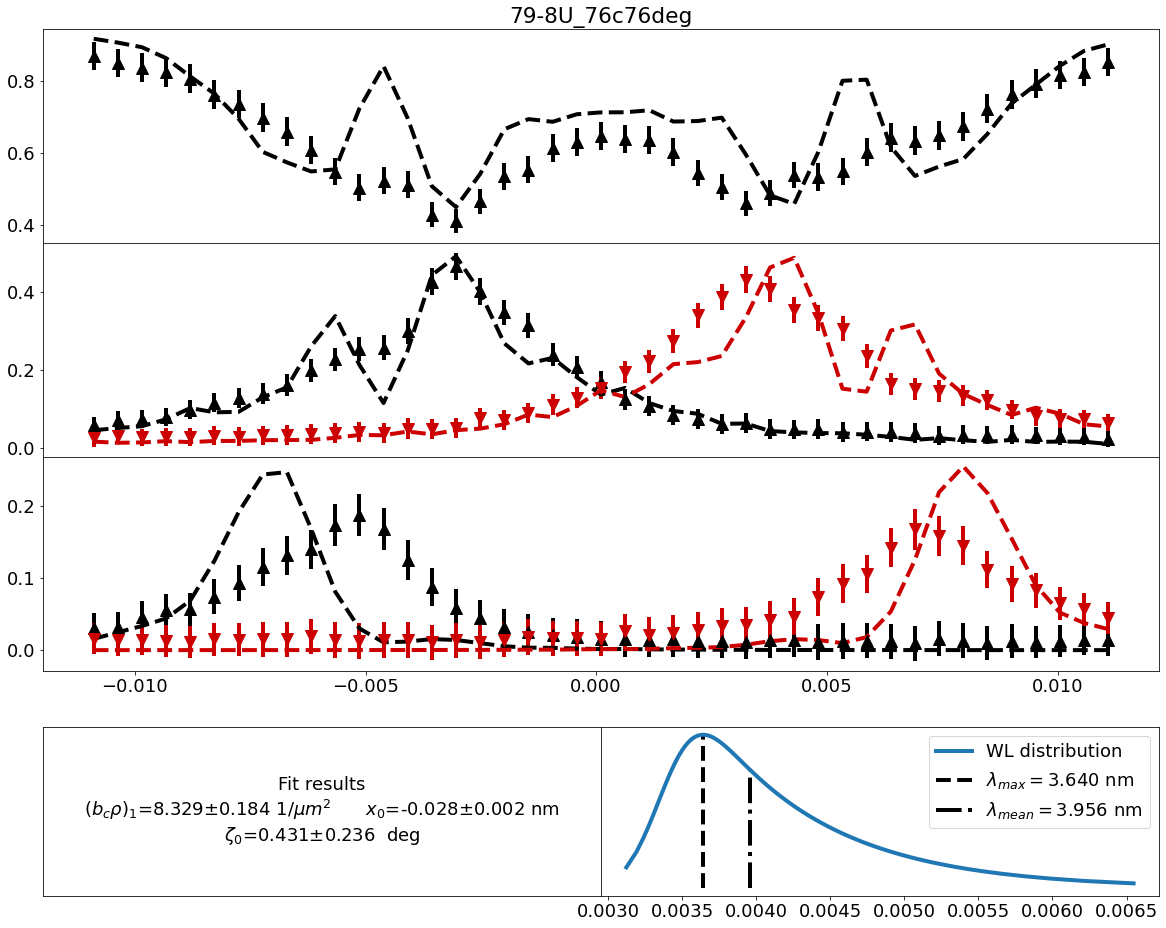 79-8U_76c76deg
0.8
0.6
0.4
0.4
0.2
0.0
0.2
0.1
0.0
−0.010 −0.005 0.000 0.005 0.010
Fit results
(b_cρ)_1=8.329±0.184 1/μm² x_0=-0.028±0.002 nm
ζ_0=0.431±0.236 deg
WL distribution
λ_max = 3.640 nm
λ_mean = 3.956 nm
0.0030 0.0035 0.0040 0.0045 0.0050 0.0055 0.0060 0.0065